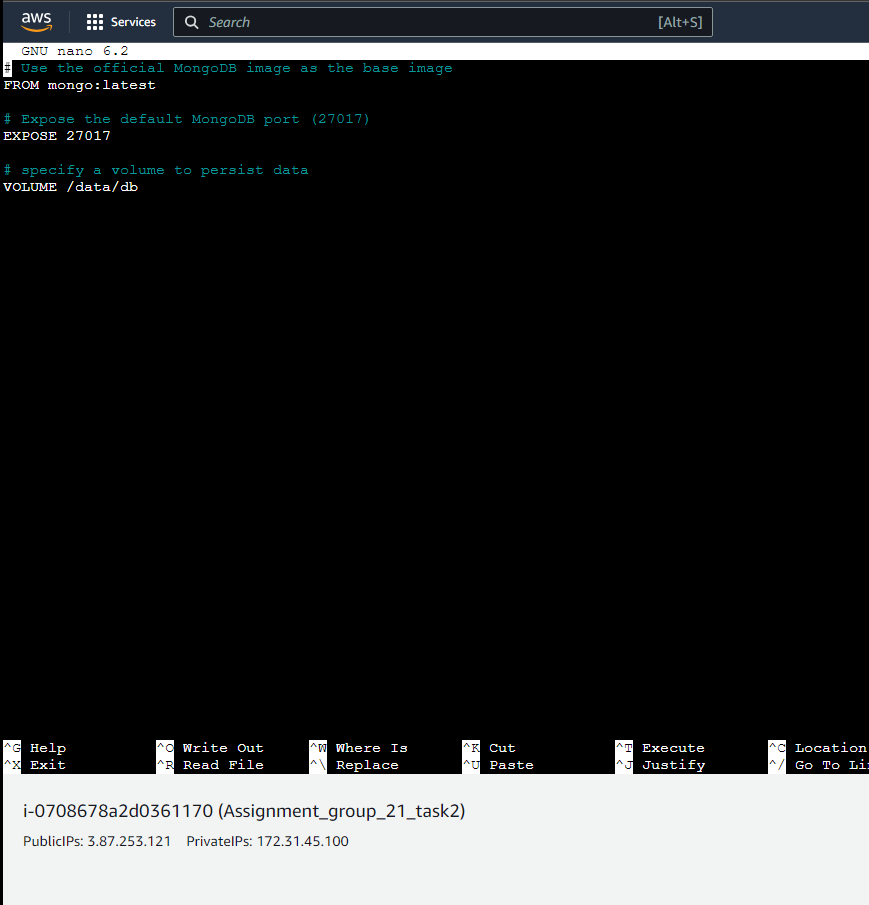 aws Services Search [Alt+S]
GNU nano 6.2
# Use the official MongoDB image as the base image
FROM mongo:latest
# Expose the default MongoDB port (27017)
EXPOSE 27017
# specify a volume to persist data
VOLUME /data/db
^G Help ^O Write Out ^W Where Is ^K Cut ^T Execute ^C Location
^X Exit ^R Read File ^\ Replace ^U Paste ^J Justify ^/ Go To Li
i-0708678a2d0361170 (Assignment_group_21_task2)
PublicIPs: 3.87.253.121 PrivateIPs: 172.31.45.100